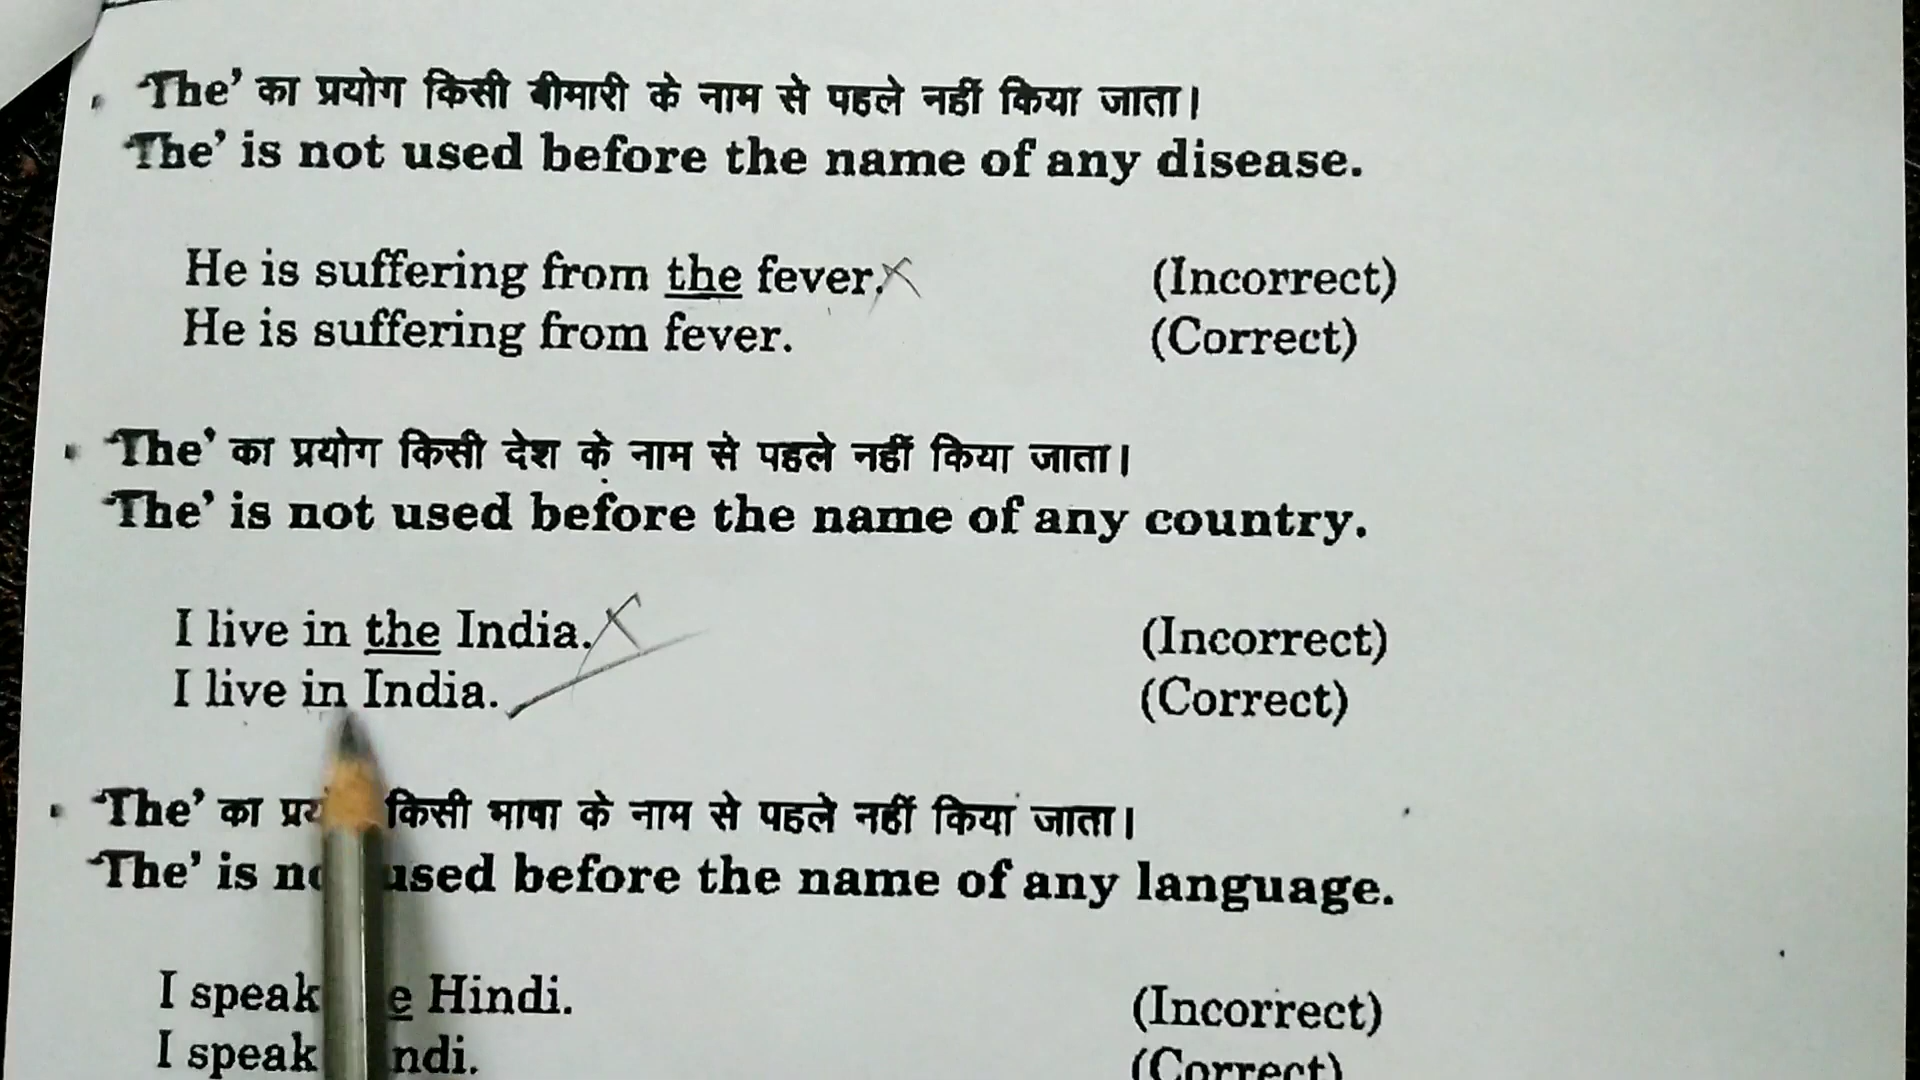 'The' का प्रयोग किसी बीमारी के नाम से पहले नहीं किया जाता।
'The' is not used before the name of any disease.
He is suffering from the fever. (Incorrect)
He is suffering from fever. (Correct)
'The' का प्रयोग किसी देश के नाम से पहले नहीं किया जाता।
'The' is not used before the name of any country.
I live in the India. (Incorrect)
I live in India. (Correct)
'The' का किसी भाषा के नाम से पहले नहीं किया जाता।
'The' is used before the name of any language.
I speak Hindi. (Incorrect)
I speak (Correct)